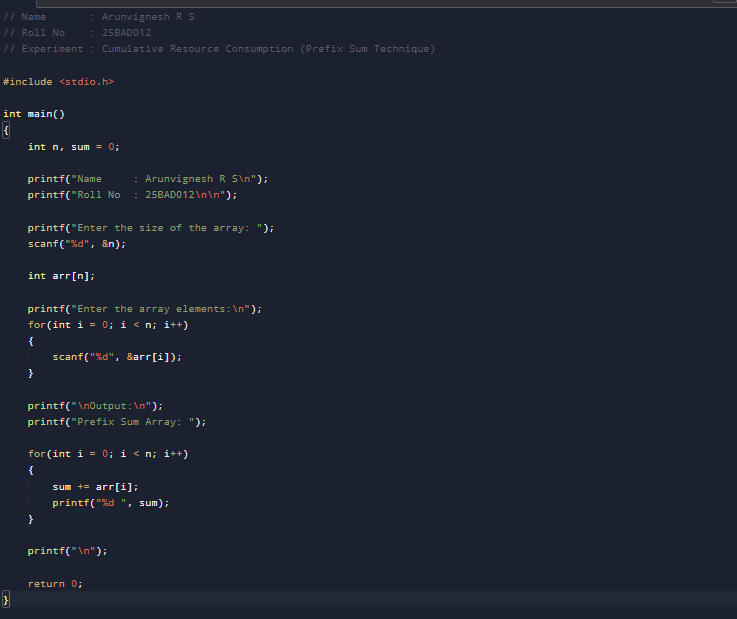 // Name       : Arunvignesh R S
// Roll No    : 25BAD012
// Experiment : Cumulative Resource Consumption (Prefix Sum Technique)
#include <stdio.h>
int main()
{
    int n, sum = 0;
    printf("Name     : Arunvignesh R S\n");
    printf("Roll No  : 25BAD012\n\n");
    printf("Enter the size of the array: ");
    scanf("%d", &n);
    int arr[n];
    printf("Enter the array elements:\n");
    for(int i = 0; i < n; i++)
    {
        scanf("%d", &arr[i]);
    }
    printf("\nOutput:\n");
    printf("Prefix Sum Array: ");
    for(int i = 0; i < n; i++)
    {
        sum += arr[i];
        printf("%d ", sum);
    }
    printf("\n");
    return 0;
}